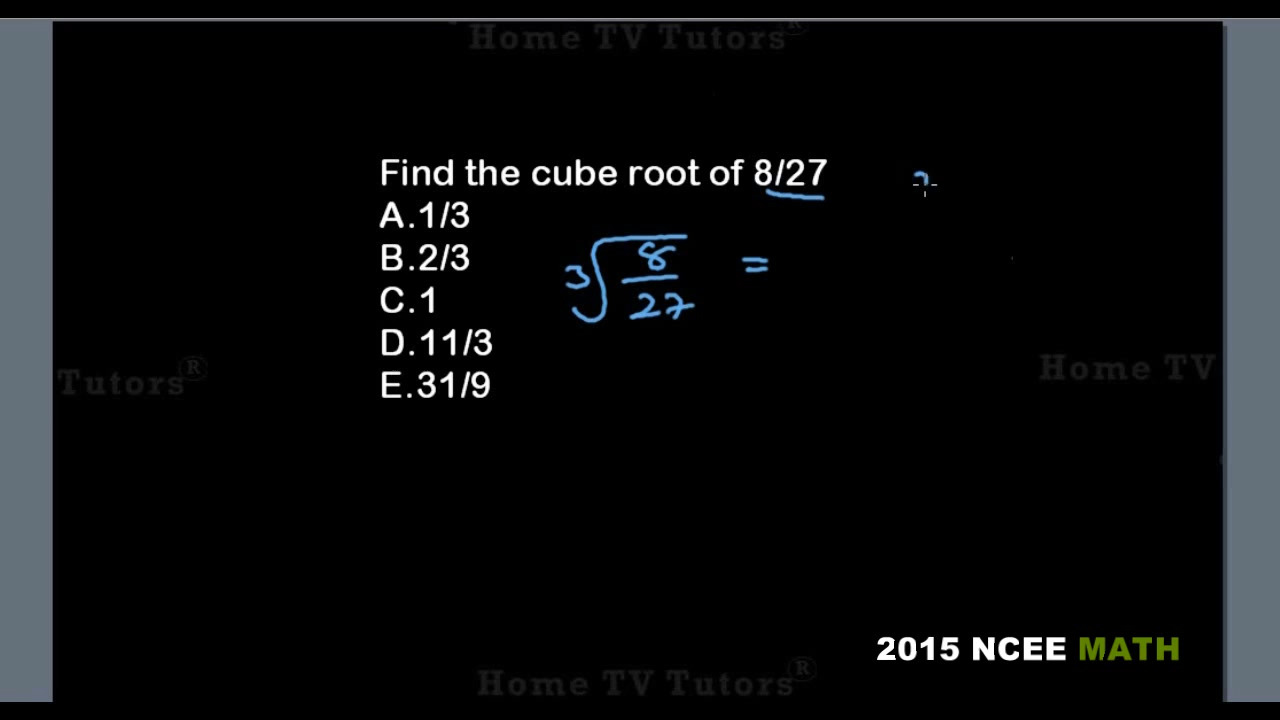 Home TV Tutors®
Find the cube root of 8/27
A.1/3
B.2/3
C.1
D.11/3
E.31/9
3√8/27 =
Tutors®
Home TV
2015 NCEE MATH
Home TV Tutors®